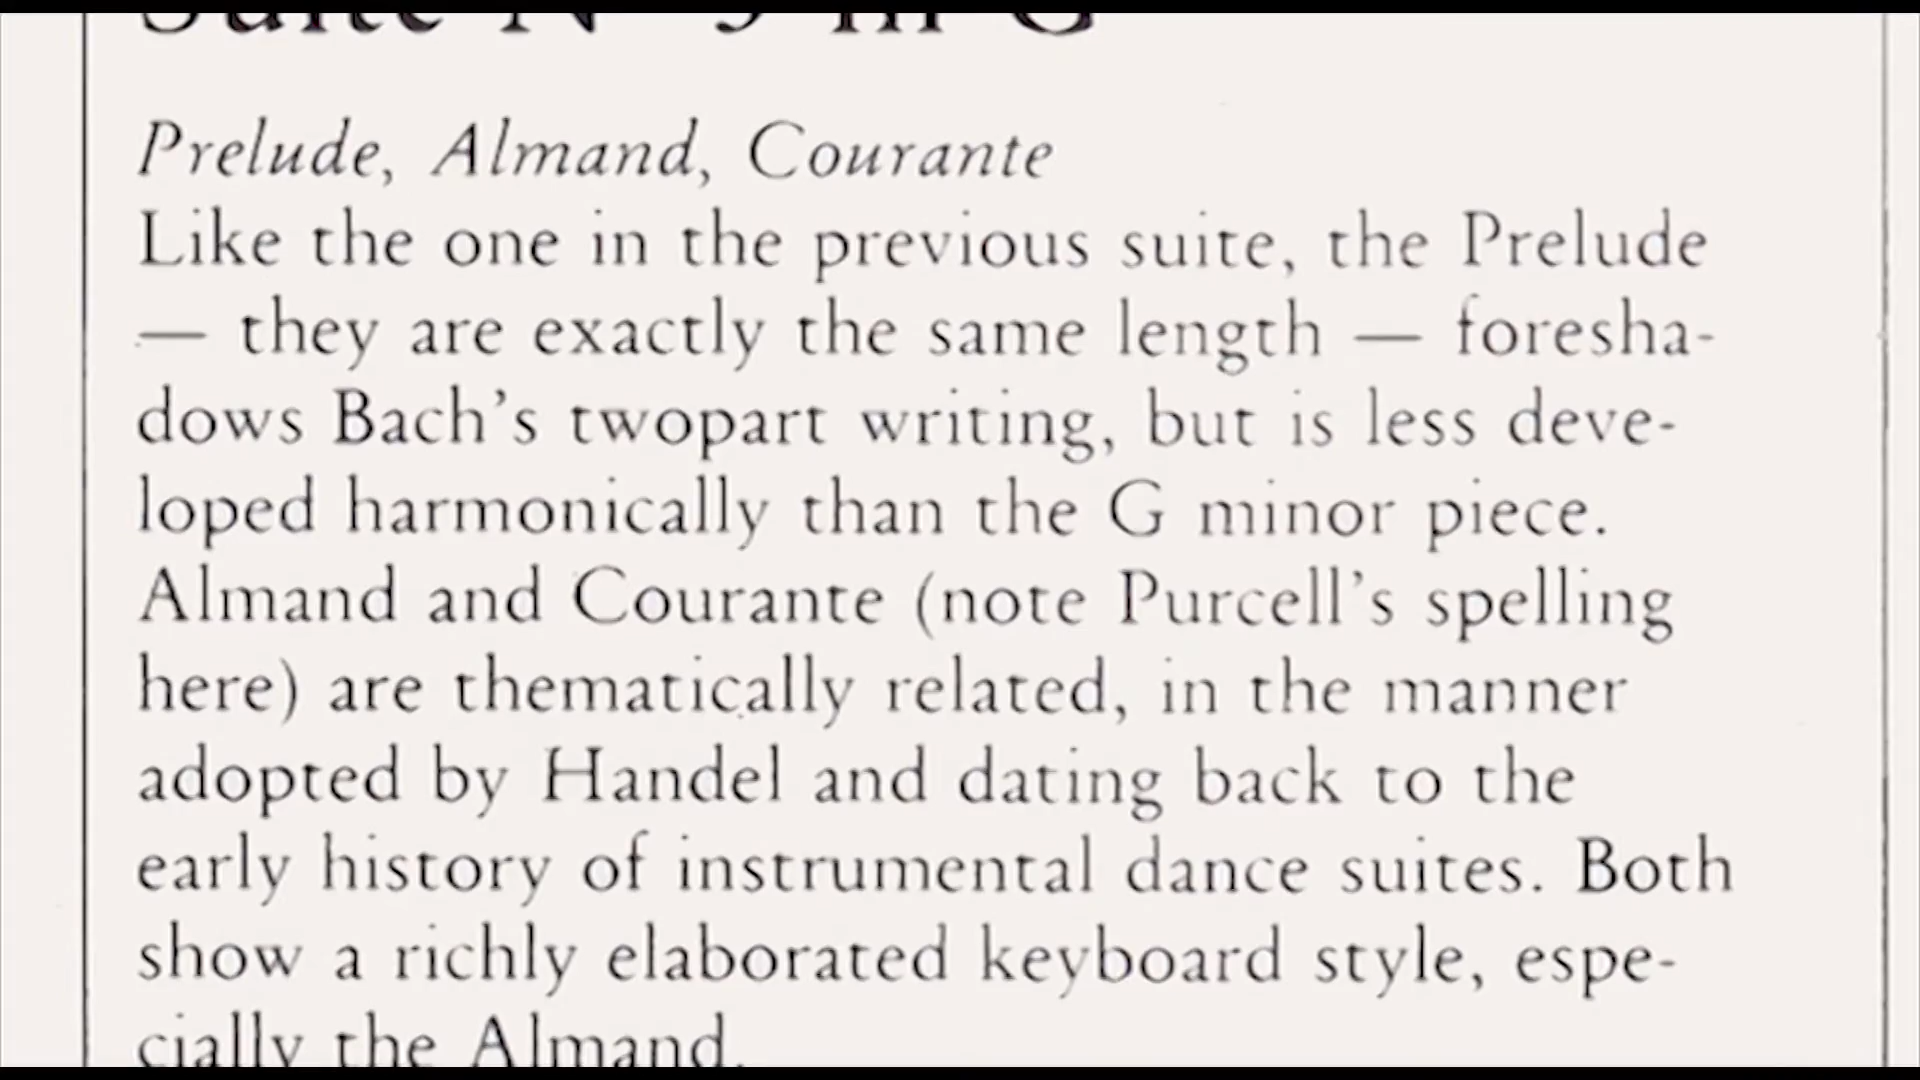 Suite N 3 in G
Prelude, Almand, Courante
Like the one in the previous suite, the Prelude
— they are exactly the same length — foresha-
dows Bach’s twopart writing, but is less deve-
loped harmonically than the G minor piece.
Almand and Courante (note Purcell’s spelling
here) are thematically related, in the manner
adopted by Handel and dating back to the
early history of instrumental dance suites. Both
show a richly elaborated keyboard style, espe-
cially the Almand.